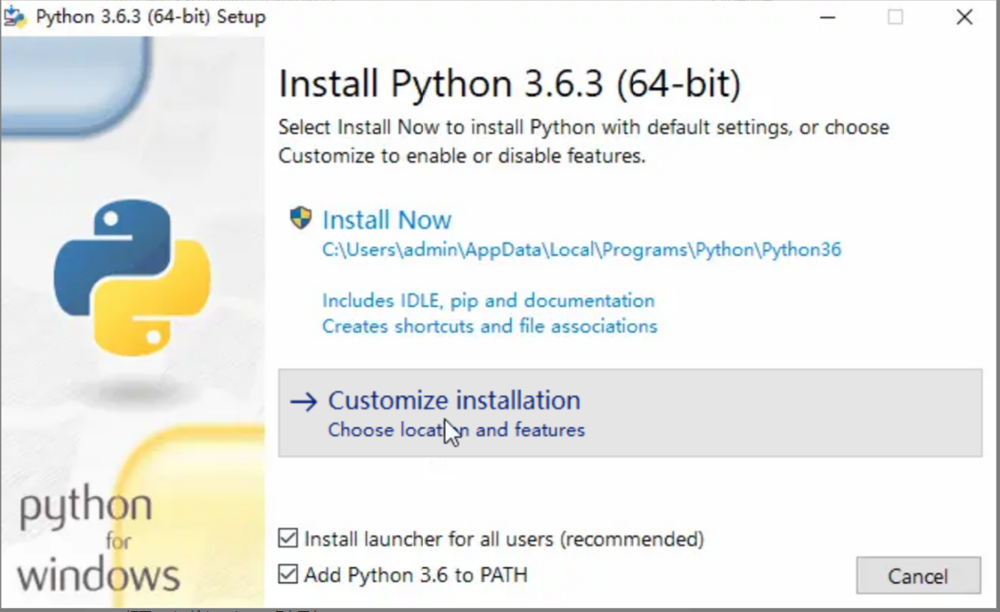 Python 3.6.3 (64-bit) Setup
Install Python 3.6.3 (64-bit)
Select Install Now to install Python with default settings, or choose
Customize to enable or disable features.
Install Now
C:\Users\admin\AppData\Local\Programs\Python\Python36
Includes IDLE, pip and documentation
Creates shortcuts and file associations
Customize installation
Choose location and features
python
for
windows
Install launcher for all users (recommended)
Add Python 3.6 to PATH
Cancel